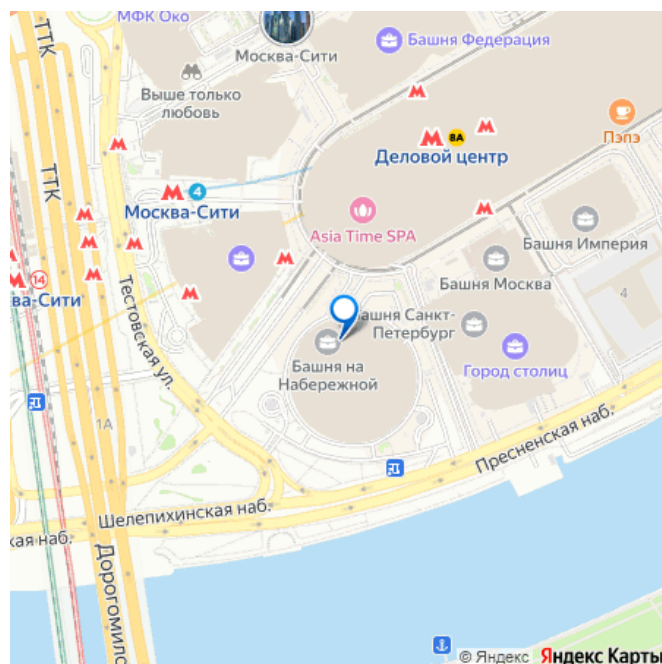 МФК Око
ТТК
Москва-Сити
Башня Федерация
Выше только
любовь
8А
Пэпэ
Деловой центр
ТТК
4
Москва-Сити
Asia Time SPA
Башня Империя
Башня Москва
14
ва-Сити
4
Тестовская ул.
Башня Санкт-
Петербург
Башня на
Набережной
Город столиц
1А
Пресненская наб.
Шелепихинская наб.
кая наб.
Дорогомило
© Яндекс Яндекс Карты